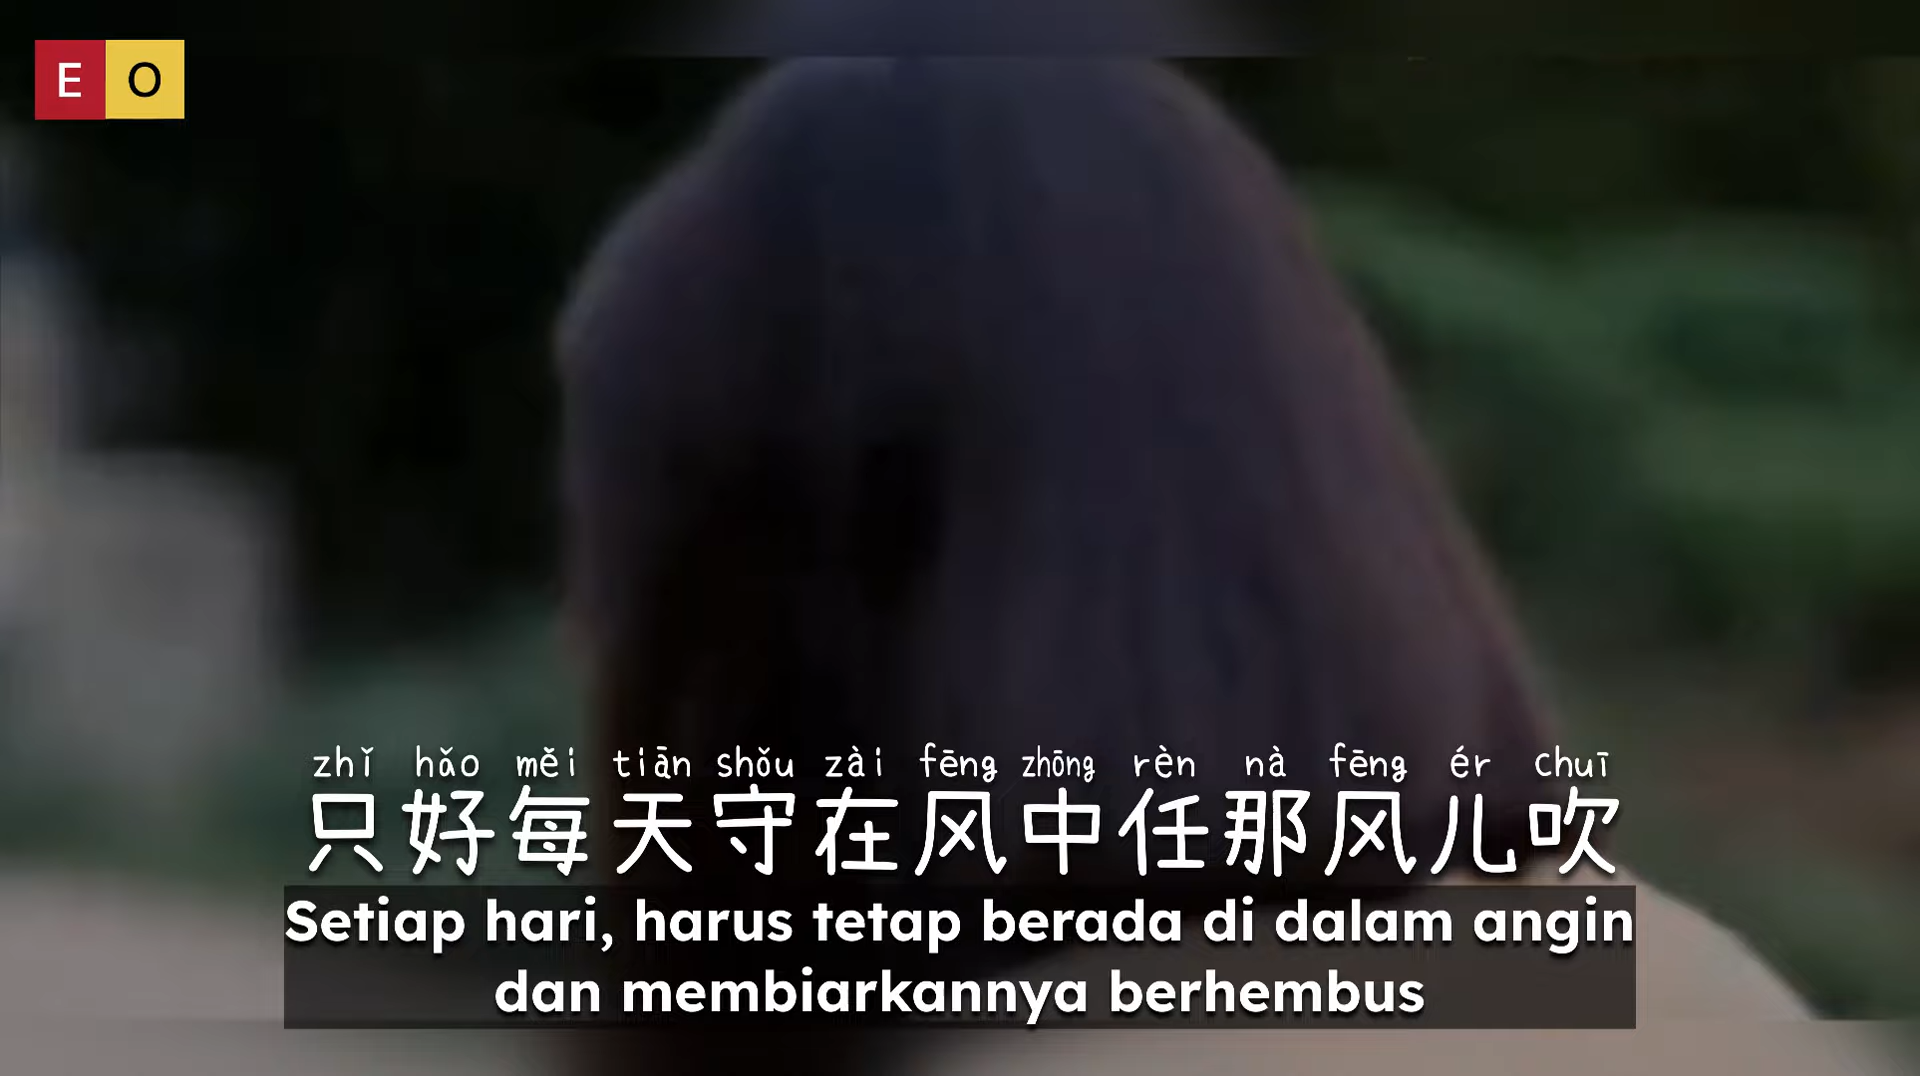 E O
zhǐ hǎo měi tiān shǒu zài fēng zhōng rèn nà fēng ér chuī
只好每天守在风中任那风儿吹
Setiap hari, harus tetap berada di dalam angin
dan membiarkannya berhembus